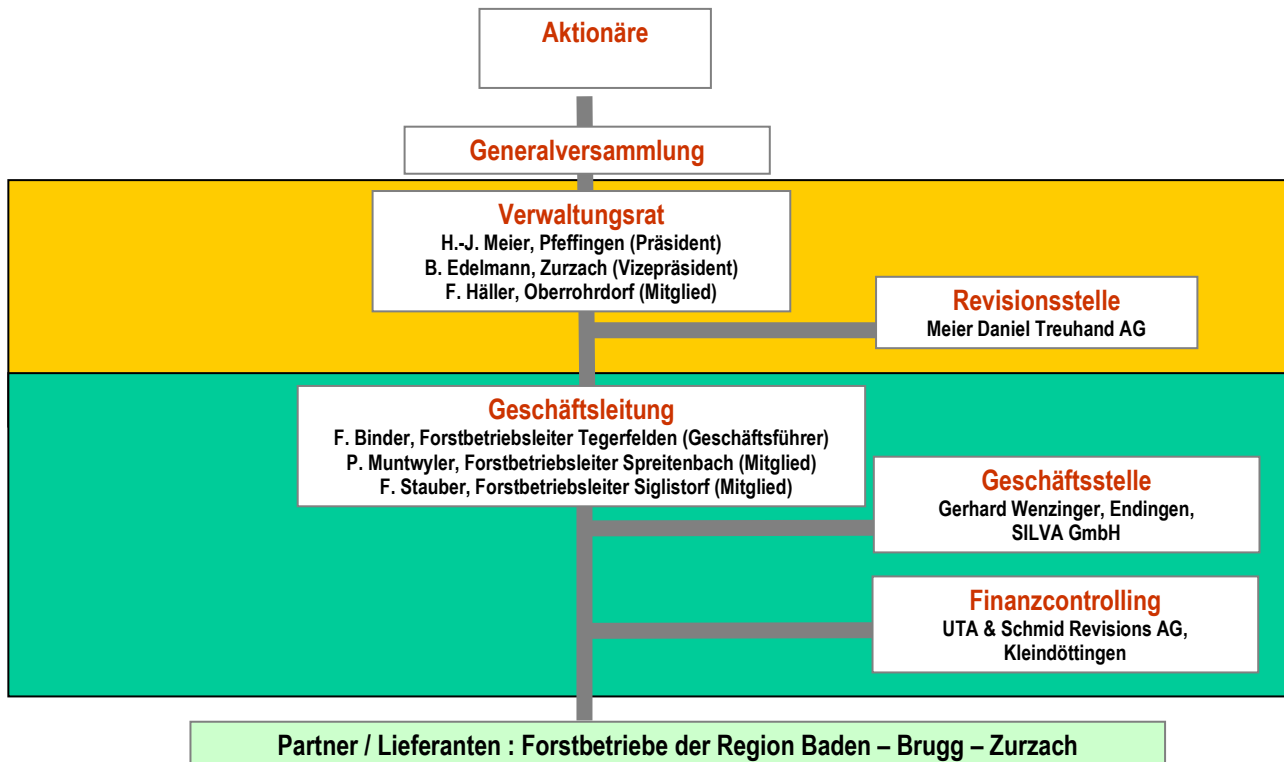 Aktionäre
Generalversammlung
Verwaltungsrat
H.-J. Meier, Pfeffingen (Präsident)
B. Edelmann, Zurzach (Vizepräsident)
F. Häller, Oberrohrdorf (Mitglied)
Revisionsstelle
Meier Daniel Treuhand AG
Geschäftsleitung
F. Binder, Forstbetriebsleiter Tegerfelden (Geschäftsführer)
P. Muntwyler, Forstbetriebsleiter Spreitenbach (Mitglied)
F. Stauber, Forstbetriebsleiter Siglistorf (Mitglied)
Geschäftsstelle
Gerhard Wenzinger, Endingen,
SILVA GmbH
Finanzcontrolling
UTA & Schmid Revisions AG,
Kleindöttingen
Partner / Lieferanten : Forstbetriebe der Region Baden – Brugg – Zurzach